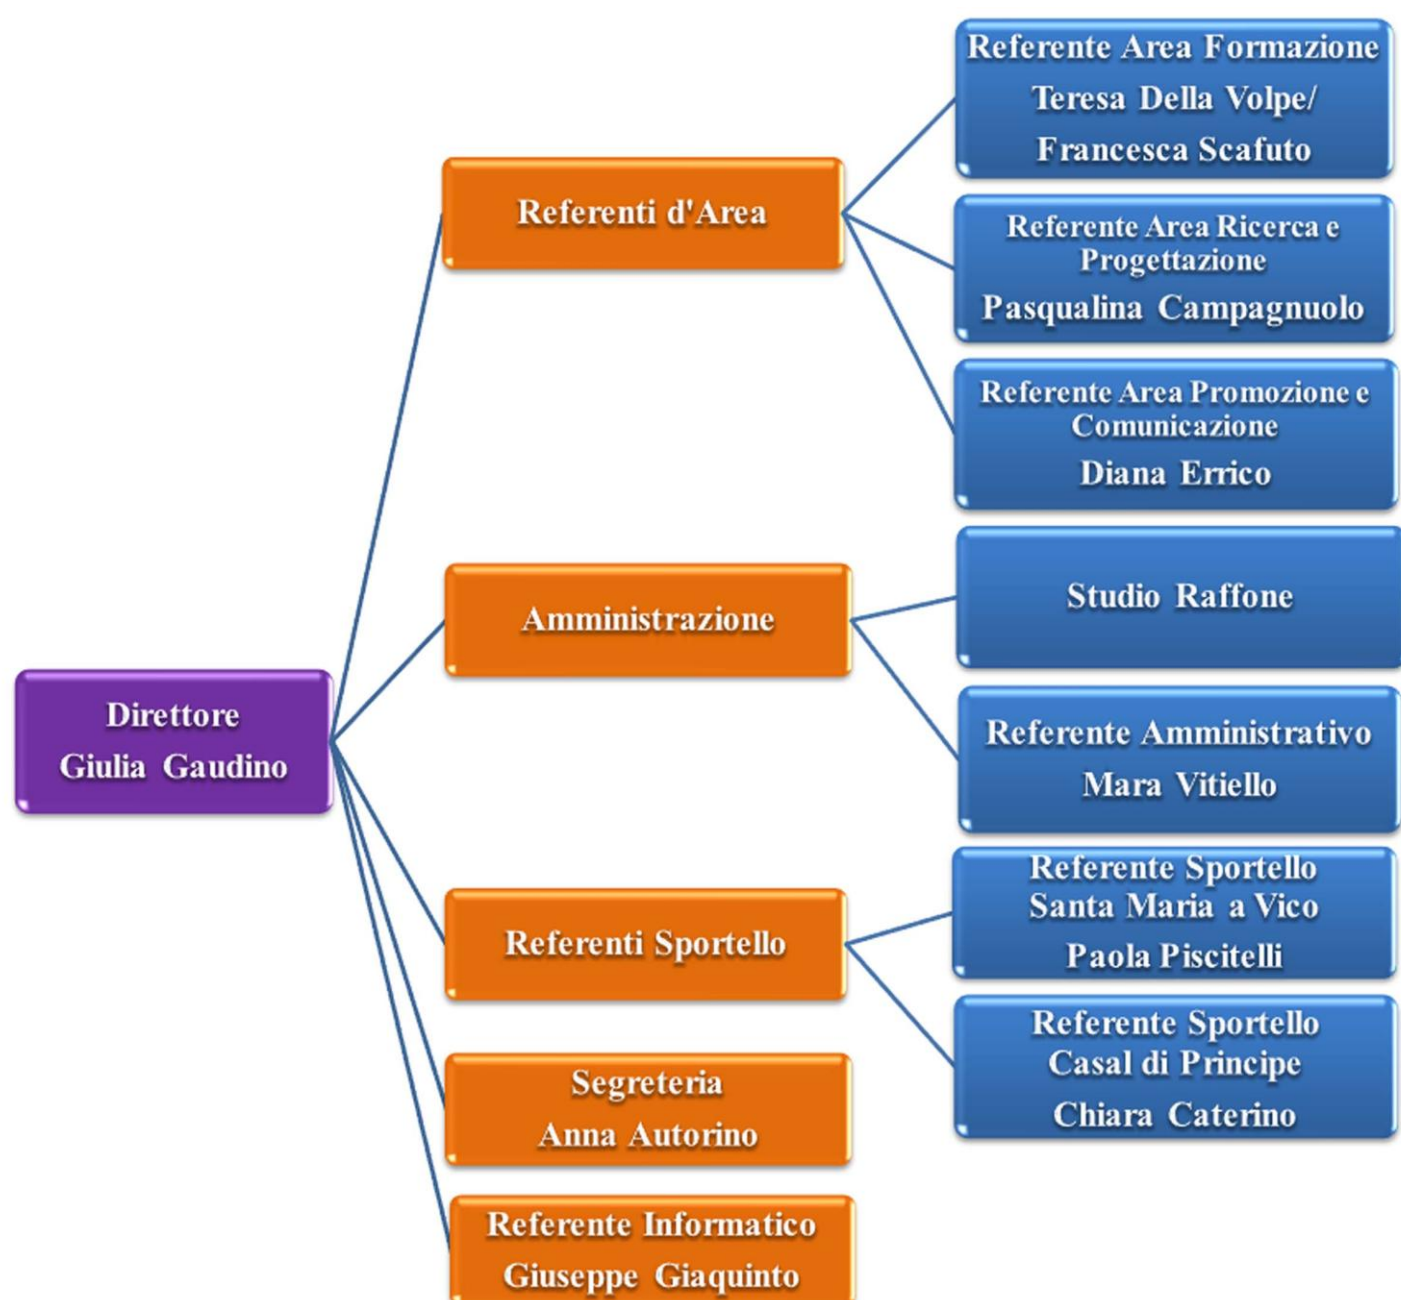 Direttore
Giulia Gaudino
Referenti d'Area
Referente Area Formazione
Teresa Della Volpe/
Francesca Scafuto
Referente Area Ricerca e
Progettazione
Pasqualina Campagnuolo
Referente Area Promozione e
Comunicazione
Diana Errico
Amministrazione
Studio Raffone
Referente Amministrativo
Mara Vitiello
Referenti Sportello
Referente Sportello
Santa Maria a Vico
Paola Piscitelli
Referente Sportello
Casal di Principe
Chiara Caterino
Segreteria
Anna Autorino
Referente Informatico
Giuseppe Giaquinto